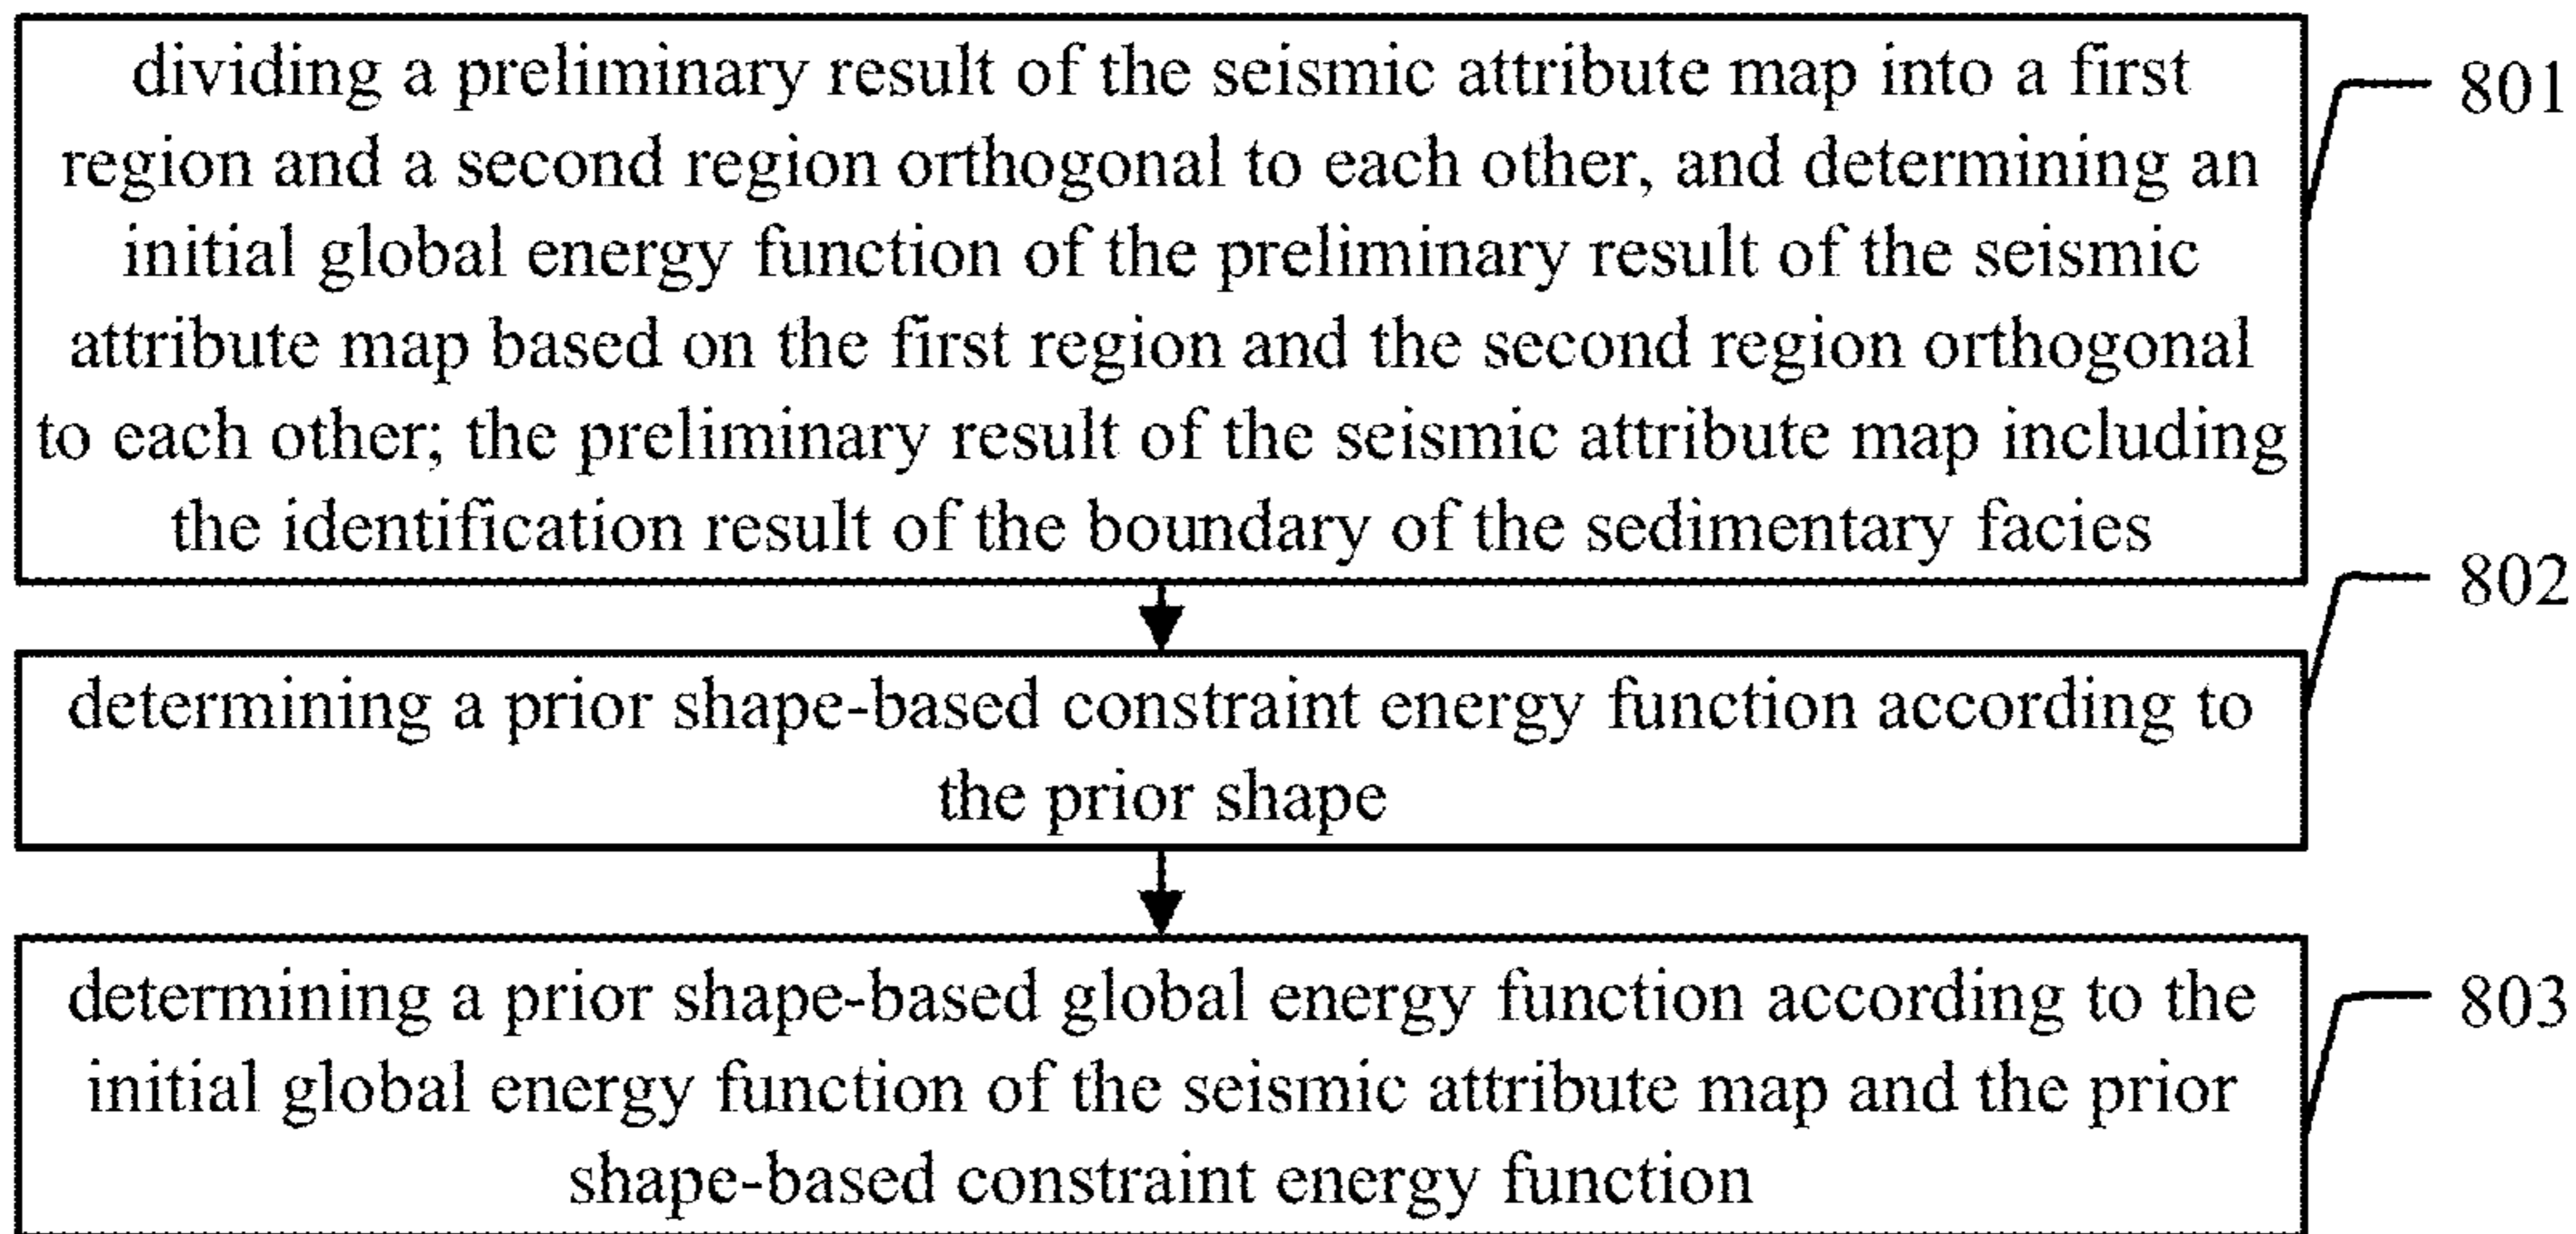 dividing a preliminary result of the seismic attribute map into a first
region and a second region orthogonal to each other, and determining an
initial global energy function of the preliminary result of the seismic
attribute map based on the first region and the second region orthogonal
to each other; the preliminary result of the seismic attribute map including
the identification result of the boundary of the sedimentary facies
801
determining a prior shape-based constraint energy function according to
the prior shape
802
determining a prior shape-based global energy function according to the
initial global energy function of the seismic attribute map and the prior
shape-based constraint energy function
803